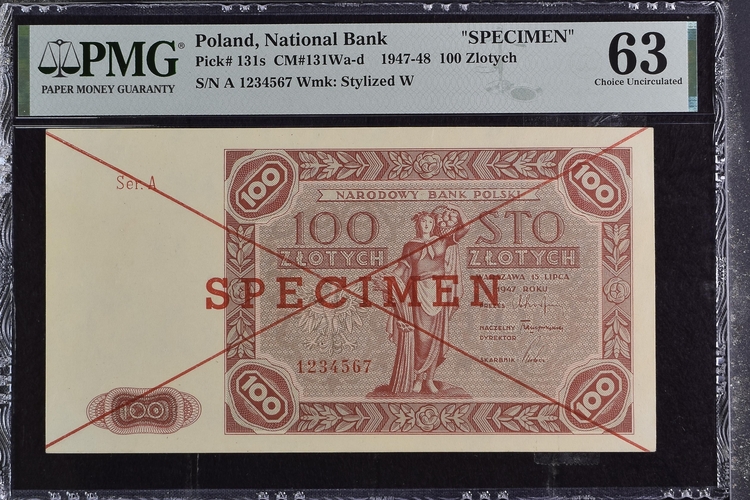 PMG
PAPER MONEY GUARANTY
Poland, National Bank "SPECIMEN"
Pick# 131s CM#131Wa-d 1947-48 100 Zlotych
S/N A 1234567 Wmk: Stylized W
63
Choice Uncirculated
Ser. A
100
100
NARODOWY BANK POLSKI
100 STO
ZŁOTYCH ZŁOTYCH
WARSZAWA 15 LIPCA
1947 ROKU
SPECIMEN
PREZES
NACZELNY
DYREKTOR
SKARBNIK
1234567
100
100
100